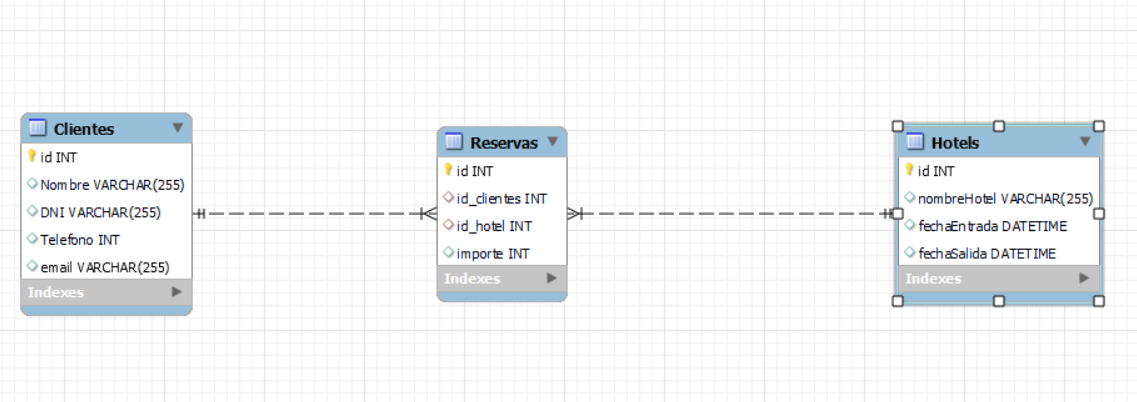 Clientes
id INT
Nombre VARCHAR(255)
DNI VARCHAR(255)
Telefono INT
email VARCHAR(255)
Indexes
Reservas
id INT
id_clientes INT
id_hotel INT
importe INT
Indexes
Hotels
id INT
nombreHotel VARCHAR(255)
fechaEntrada DATETIME
fechaSalida DATETIME
Indexes